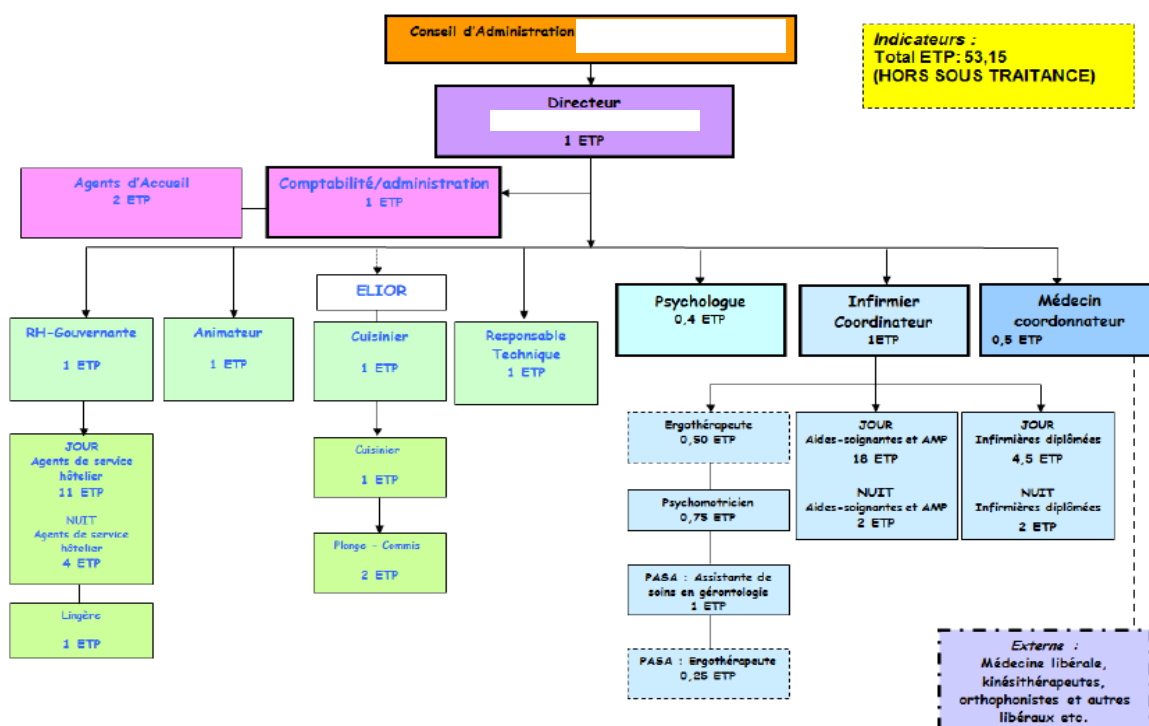 Conseil d'Administration
Indicateurs :
Total ETP: 53,15
(HORS SOUS TRAITANCE)
Directeur
1 ETP
Agents d'Accueil
2 ETP
Comptabilité/administration
1 ETP
ELIOR
RH-Gouvernante
1 ETP
Animateur
1 ETP
Cuisinier
1 ETP
Responsable
Technique
1 ETP
Psychologue
0,4 ETP
Infirmier
Coordinateur
1ETP
Médecin
coordonnateur
0,5 ETP
JOUR
Agents de service
hôtelier
11 ETP
NUIT
Agents de service
hôtelier
4 ETP
Lingère
1 ETP
Cuisinier
1 ETP
Plonge - Commis
2 ETP
Ergothérapeute
0,50 ETP
Psychomotricien
0,75 ETP
PASA : Assistante de
soins en gérontologie
1 ETP
PASA : Ergothérapeute
0,25 ETP
JOUR
Aides-soignantes et AMP
18 ETP
NUIT
Aides-soignantes et AMP
2 ETP
JOUR
Infirmières diplômées
4,5 ETP
NUIT
Infirmières diplômées
2 ETP
Externe :
Médecine libérale,
kinésithérapeutes,
orthophonistes et autres
libéraux etc.